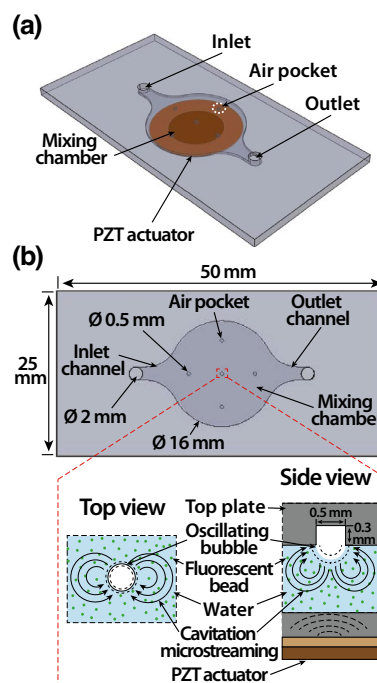 (a)
Inlet
Air pocket
Outlet
Mixing
chamber
PZT actuator
(b)
50 mm
Air pocket
Outlet
channel
Ø 0.5 mm
Inlet
channel
25
mm
Ø 2 mm
Mixing
chamber
Ø 16 mm
Side view
Top plate
0.5 mm
0.3
mm
Top view
Oscillating
bubble
Fluorescent
bead
Water
Cavitation
microstreaming
PZT actuator